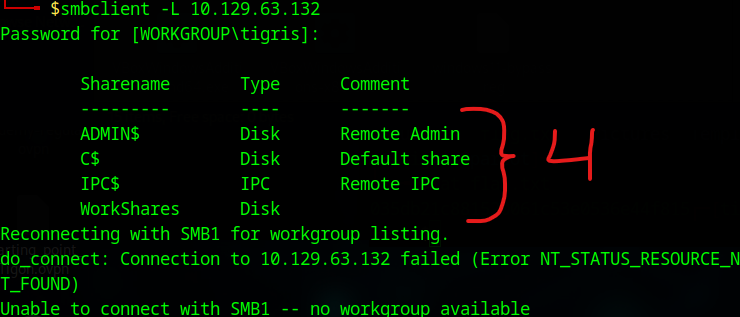 $smbclient -L 10.129.63.132
Password for [WORKGROUP\tigris]:
Sharename Type Comment
--------- ---- -------
ADMIN$ Disk Remote Admin
C$ Disk Default share
IPC$ IPC Remote IPC
WorkShares Disk
4
Reconnecting with SMB1 for workgroup listing.
do_connect: Connection to 10.129.63.132 failed (Error NT_STATUS_RESOURCE_N
T_FOUND)
Unable to connect with SMB1 -- no workgroup available